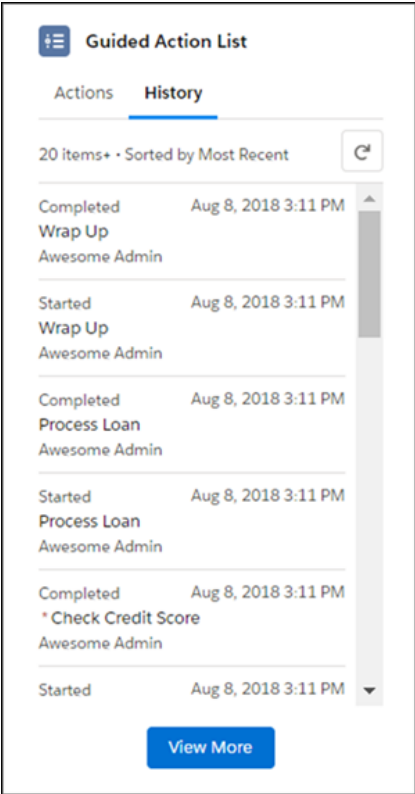 Guided Action List
Actions History
20 items+ • Sorted by Most Recent
Completed Aug 8, 2018 3:11 PM
Wrap Up
Awesome Admin
Started Aug 8, 2018 3:11 PM
Wrap Up
Awesome Admin
Completed Aug 8, 2018 3:11 PM
Process Loan
Awesome Admin
Started Aug 8, 2018 3:11 PM
Process Loan
Awesome Admin
Completed Aug 8, 2018 3:11 PM
* Check Credit Score
Awesome Admin
Started Aug 8, 2018 3:11 PM
View More